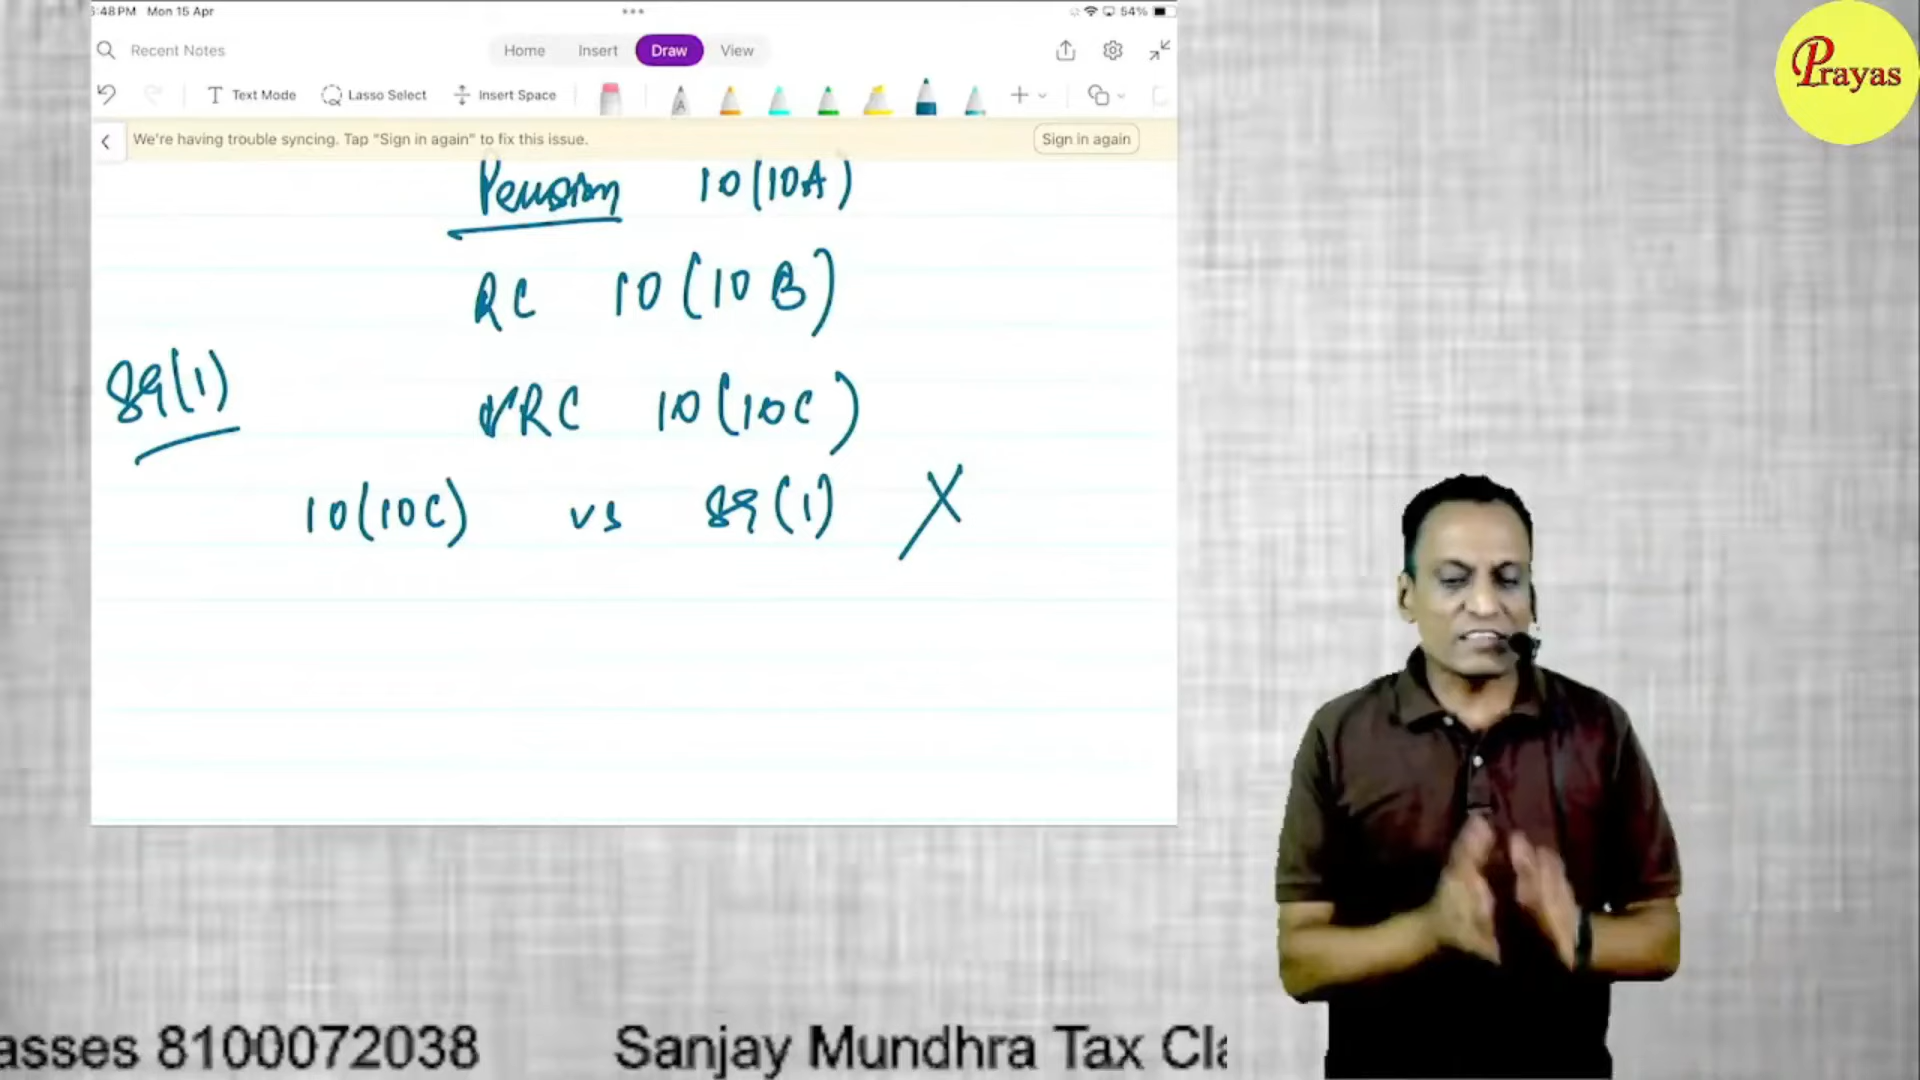 :48 PM Mon 15 Apr
54%
Recent Notes
Home Insert Draw View
Text Mode Lasso Select Insert Space
We're having trouble syncing. Tap "Sign in again" to fix this issue.
Sign in again
Pension 10(10A)
RC 10(10B)
89(1)
VRC 10(10C)
10(10C) vs 89(1) X
Prayas
asses 8100072038 Sanjay Mundhra Tax Cla